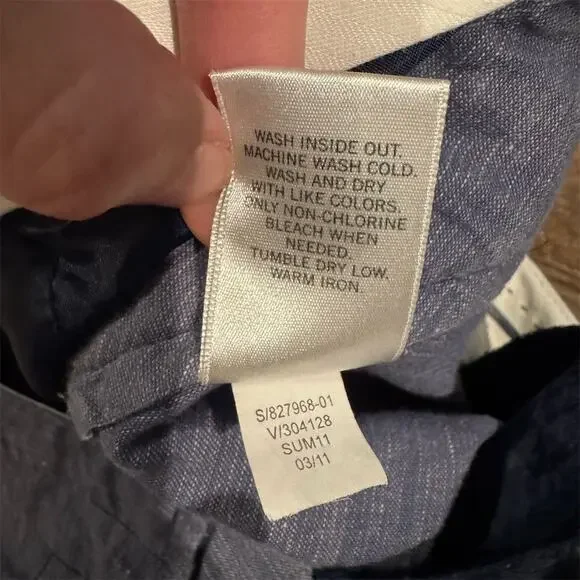 WASH INSIDE OUT.
MACHINE WASH COLD.
WASH AND DRY
WITH LIKE COLORS.
ONLY NON-CHLORINE
BLEACH WHEN
NEEDED.
TUMBLE DRY LOW.
WARM IRON.
S/827968-01
V/304128
SUM11
03/11